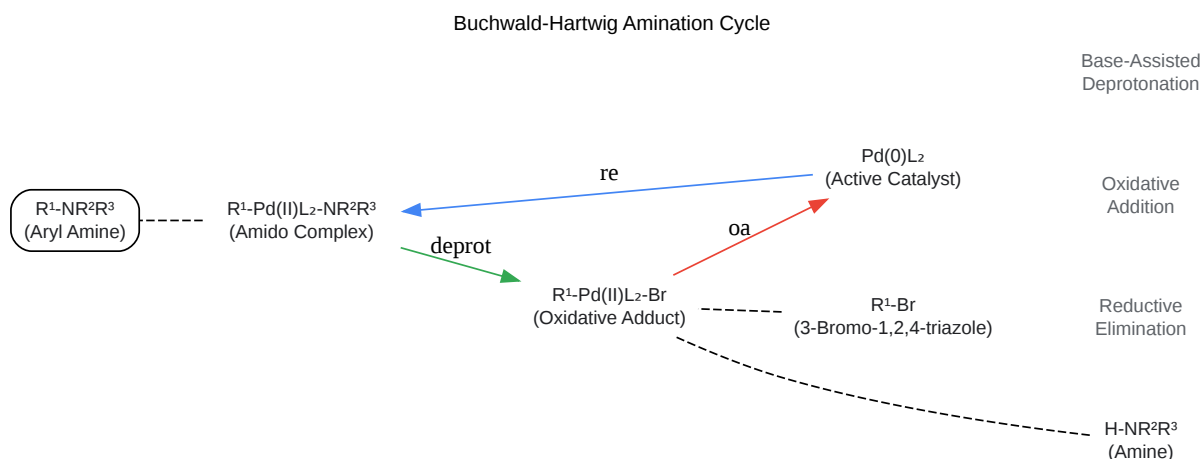 Buchwald-Hartwig Amination Cycle
Base-Assisted
Deprotonation
Pd(0)L₂
(Active Catalyst)
re
Oxidative
Addition
R¹-NR²R³
(Aryl Amine)
R¹-Pd(II)L₂-NR²R³
(Amido Complex)
oa
deprot
R¹-Pd(II)L₂-Br
(Oxidative Adduct)
R¹-Br
(3-Bromo-1,2,4-triazole)
Reductive
Elimination
H-NR²R³
(Amine)